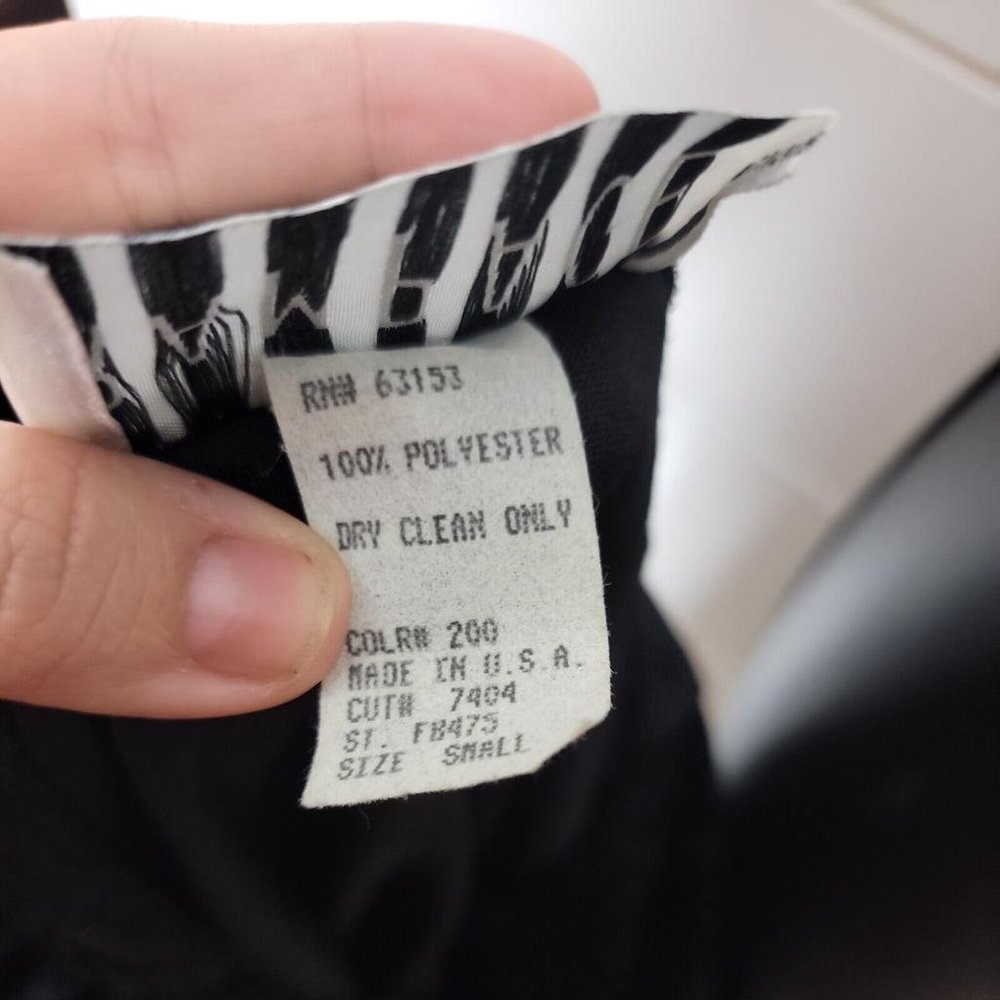 RN# 63153
100% POLYESTER
DRY CLEAN ONLY
COLR# 200
MADE IN U.S A.
CUT# 7404
ST. FB475
SIZE SMALL